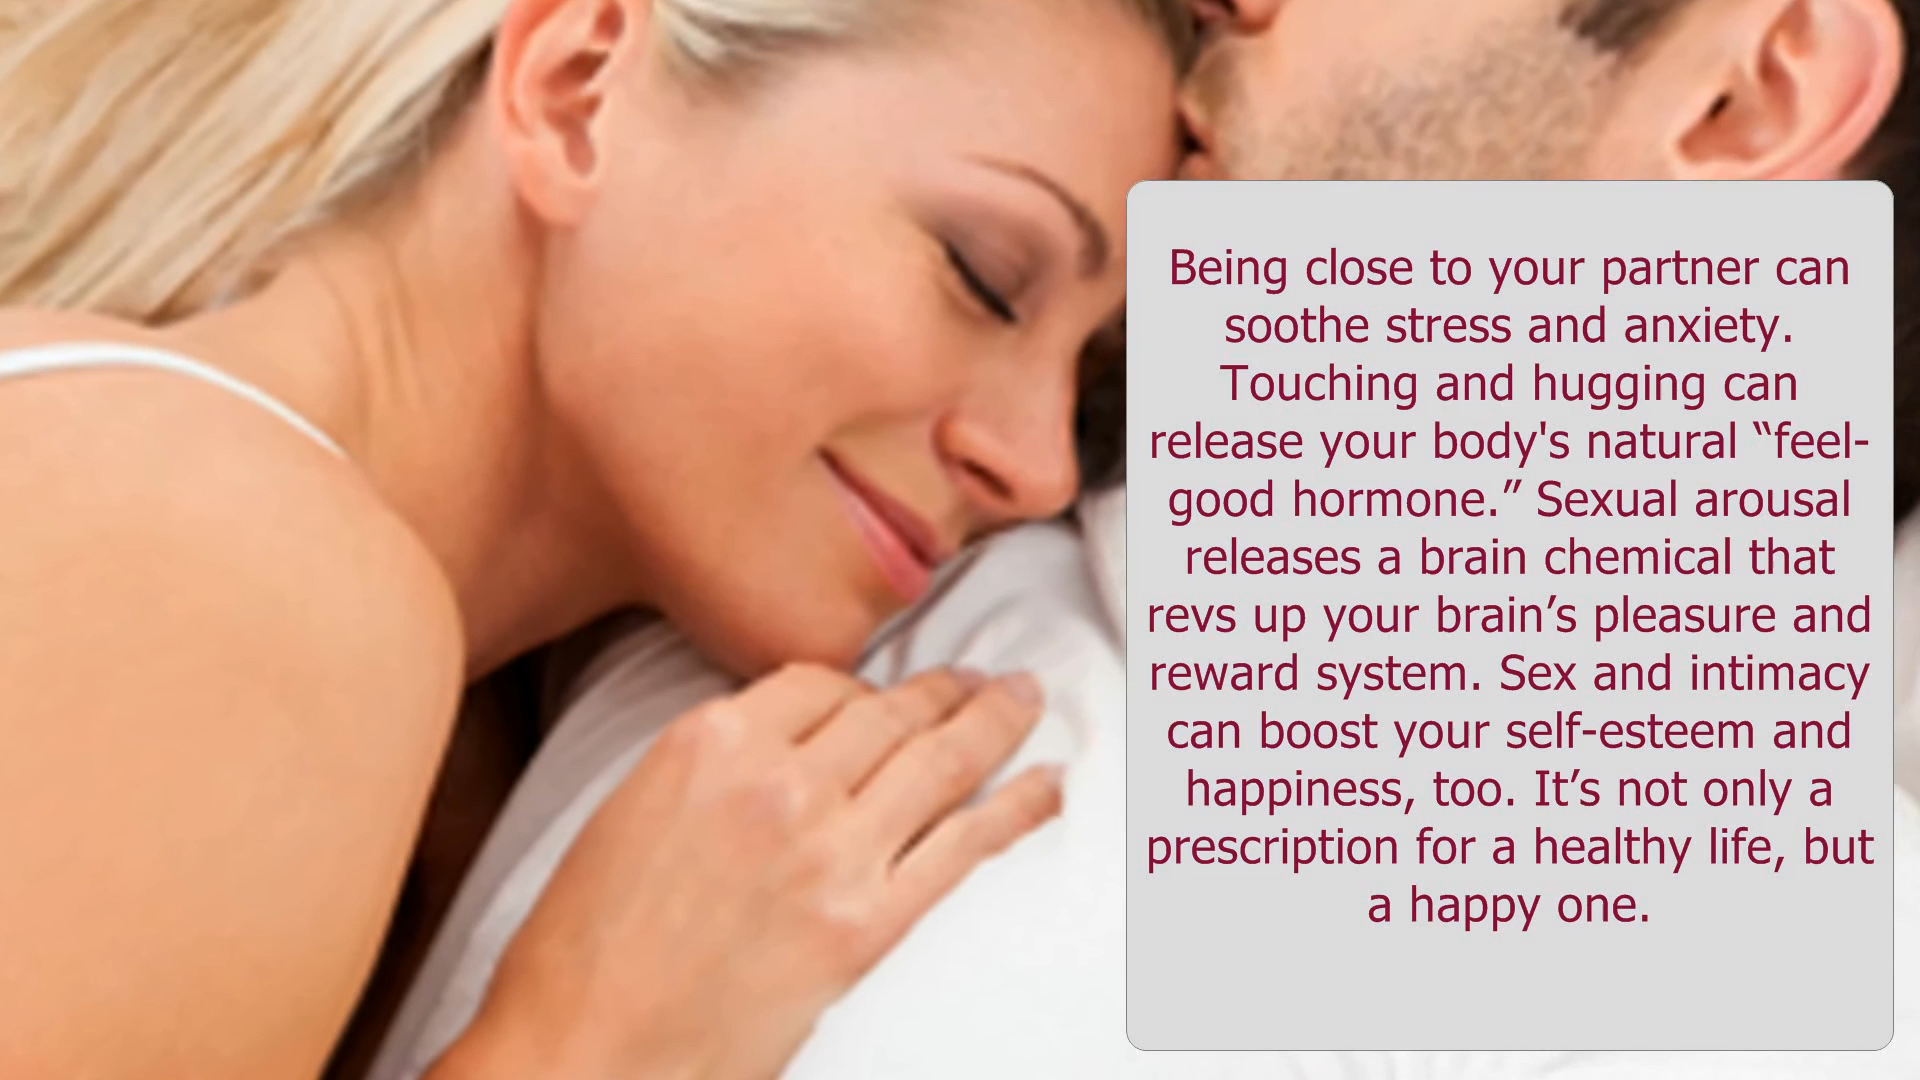 Being close to your partner can
soothe stress and anxiety.
Touching and hugging can
release your body's natural “feel-
good hormone.” Sexual arousal
releases a brain chemical that
revs up your brain’s pleasure and
reward system. Sex and intimacy
can boost your self-esteem and
happiness, too. It’s not only a
prescription for a healthy life, but
a happy one.